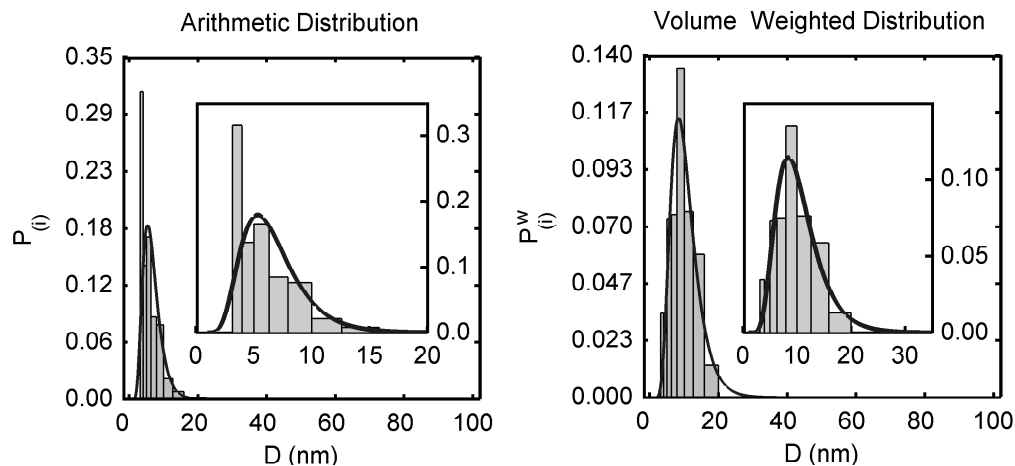 Arithmetic Distribution
0.35
0.29
0.23
0.18
0.12
0.06
0.00
P(i)
0.3
0.2
0.1
0.0
0 5 10 15 20
0 20 40 60 80 100
D (nm)
Volume Weighted Distribution
0.140
0.117
0.093
0.070
0.047
0.023
0.000
P(i)^w
0.10
0.05
0.00
0 10 20 30
0 20 40 60 80 100
D (nm)